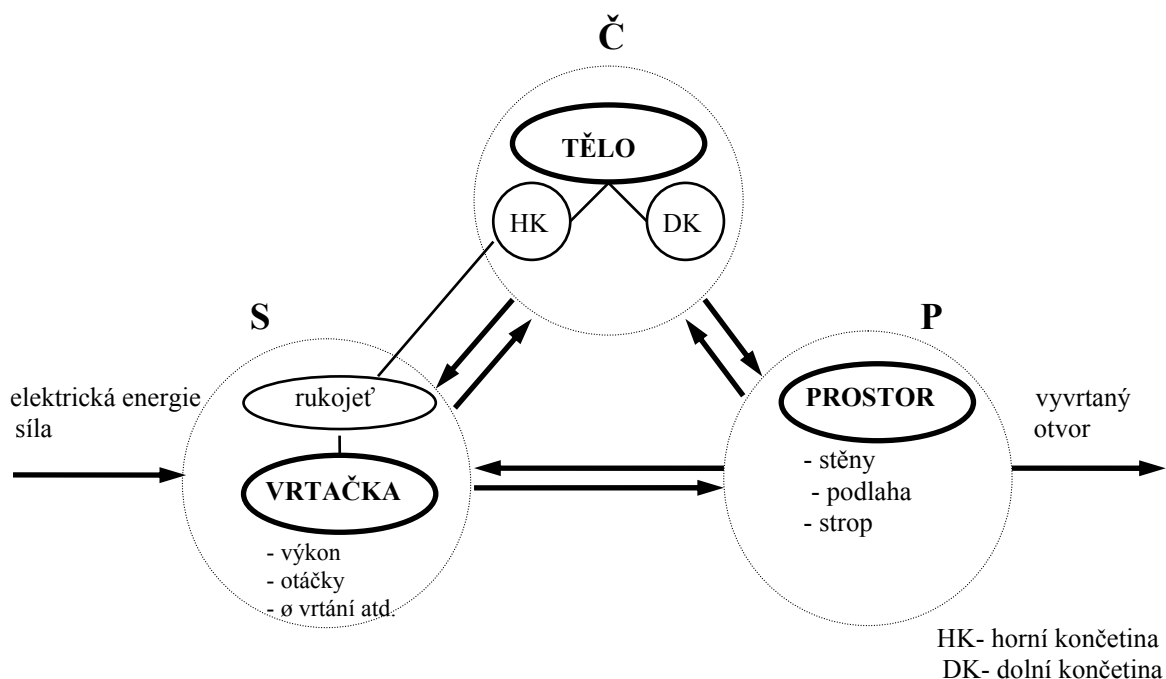 Č
TĚLO
HK
DK
S
P
elektrická energie
síla
rukojeť
VRTAČKA
- výkon
- otáčky
- ø vrtání atd.
PROSTOR
- stěny
- podlaha
- strop
vyvrtaný
otvor
HK- horní končetina
DK- dolní končetina